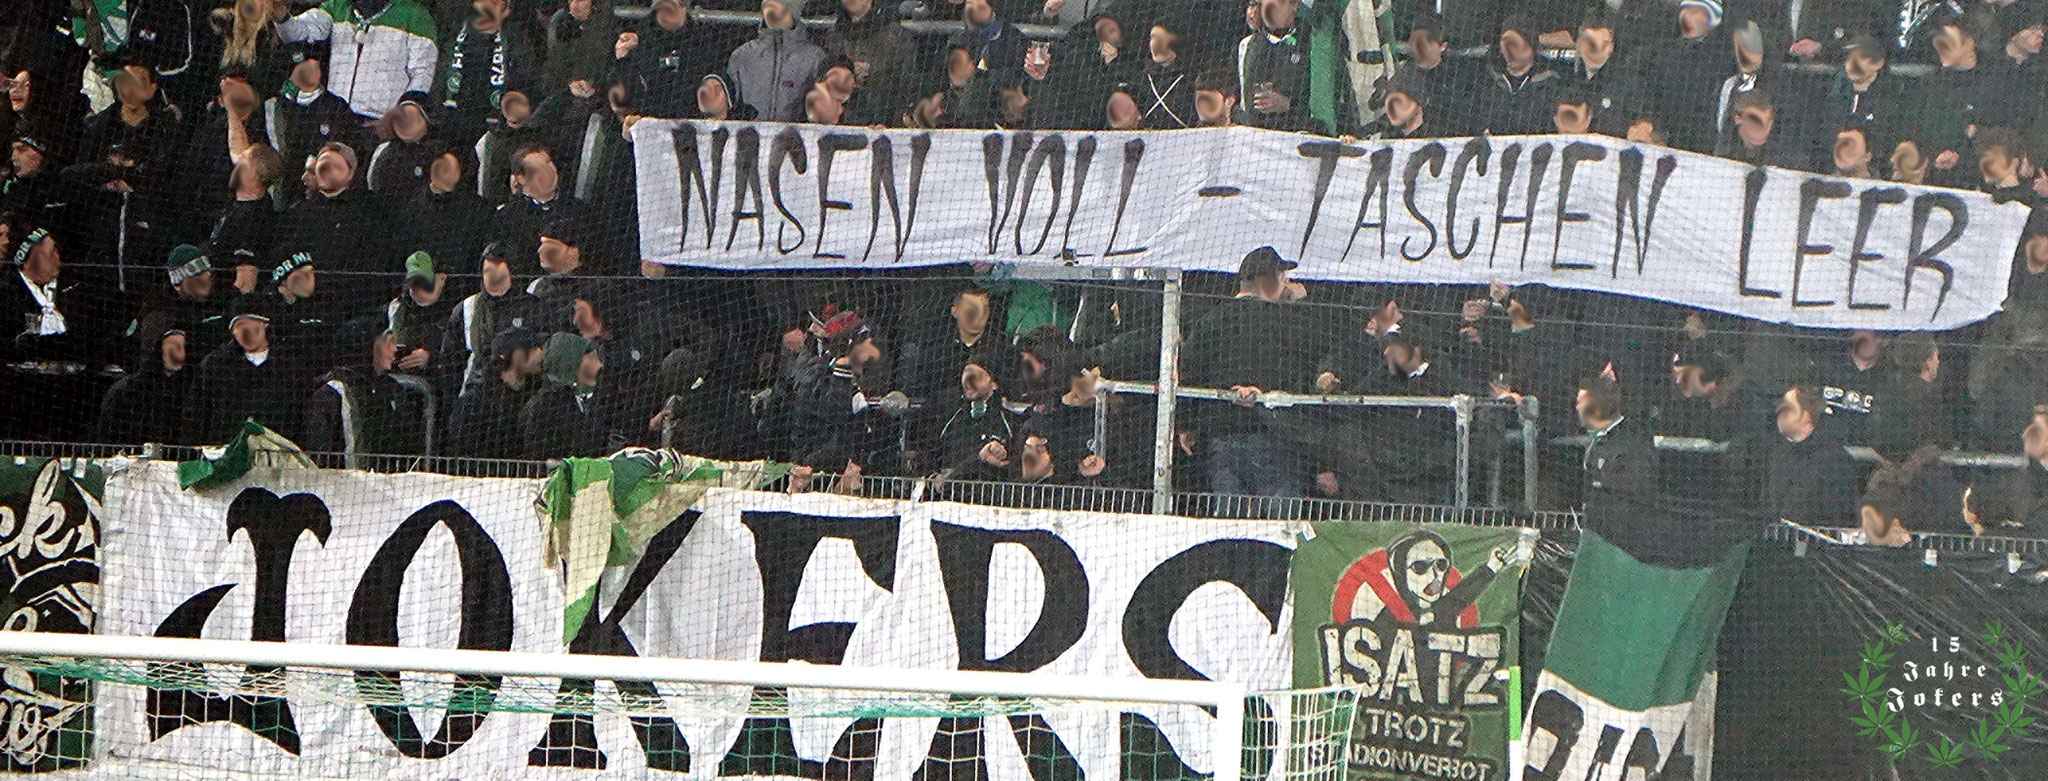 NASEN VOLL - TASCHEN LEER
JOKERS
ISATZ
TROTZ
STADIONVERBOT
15
Jahre
Jokers